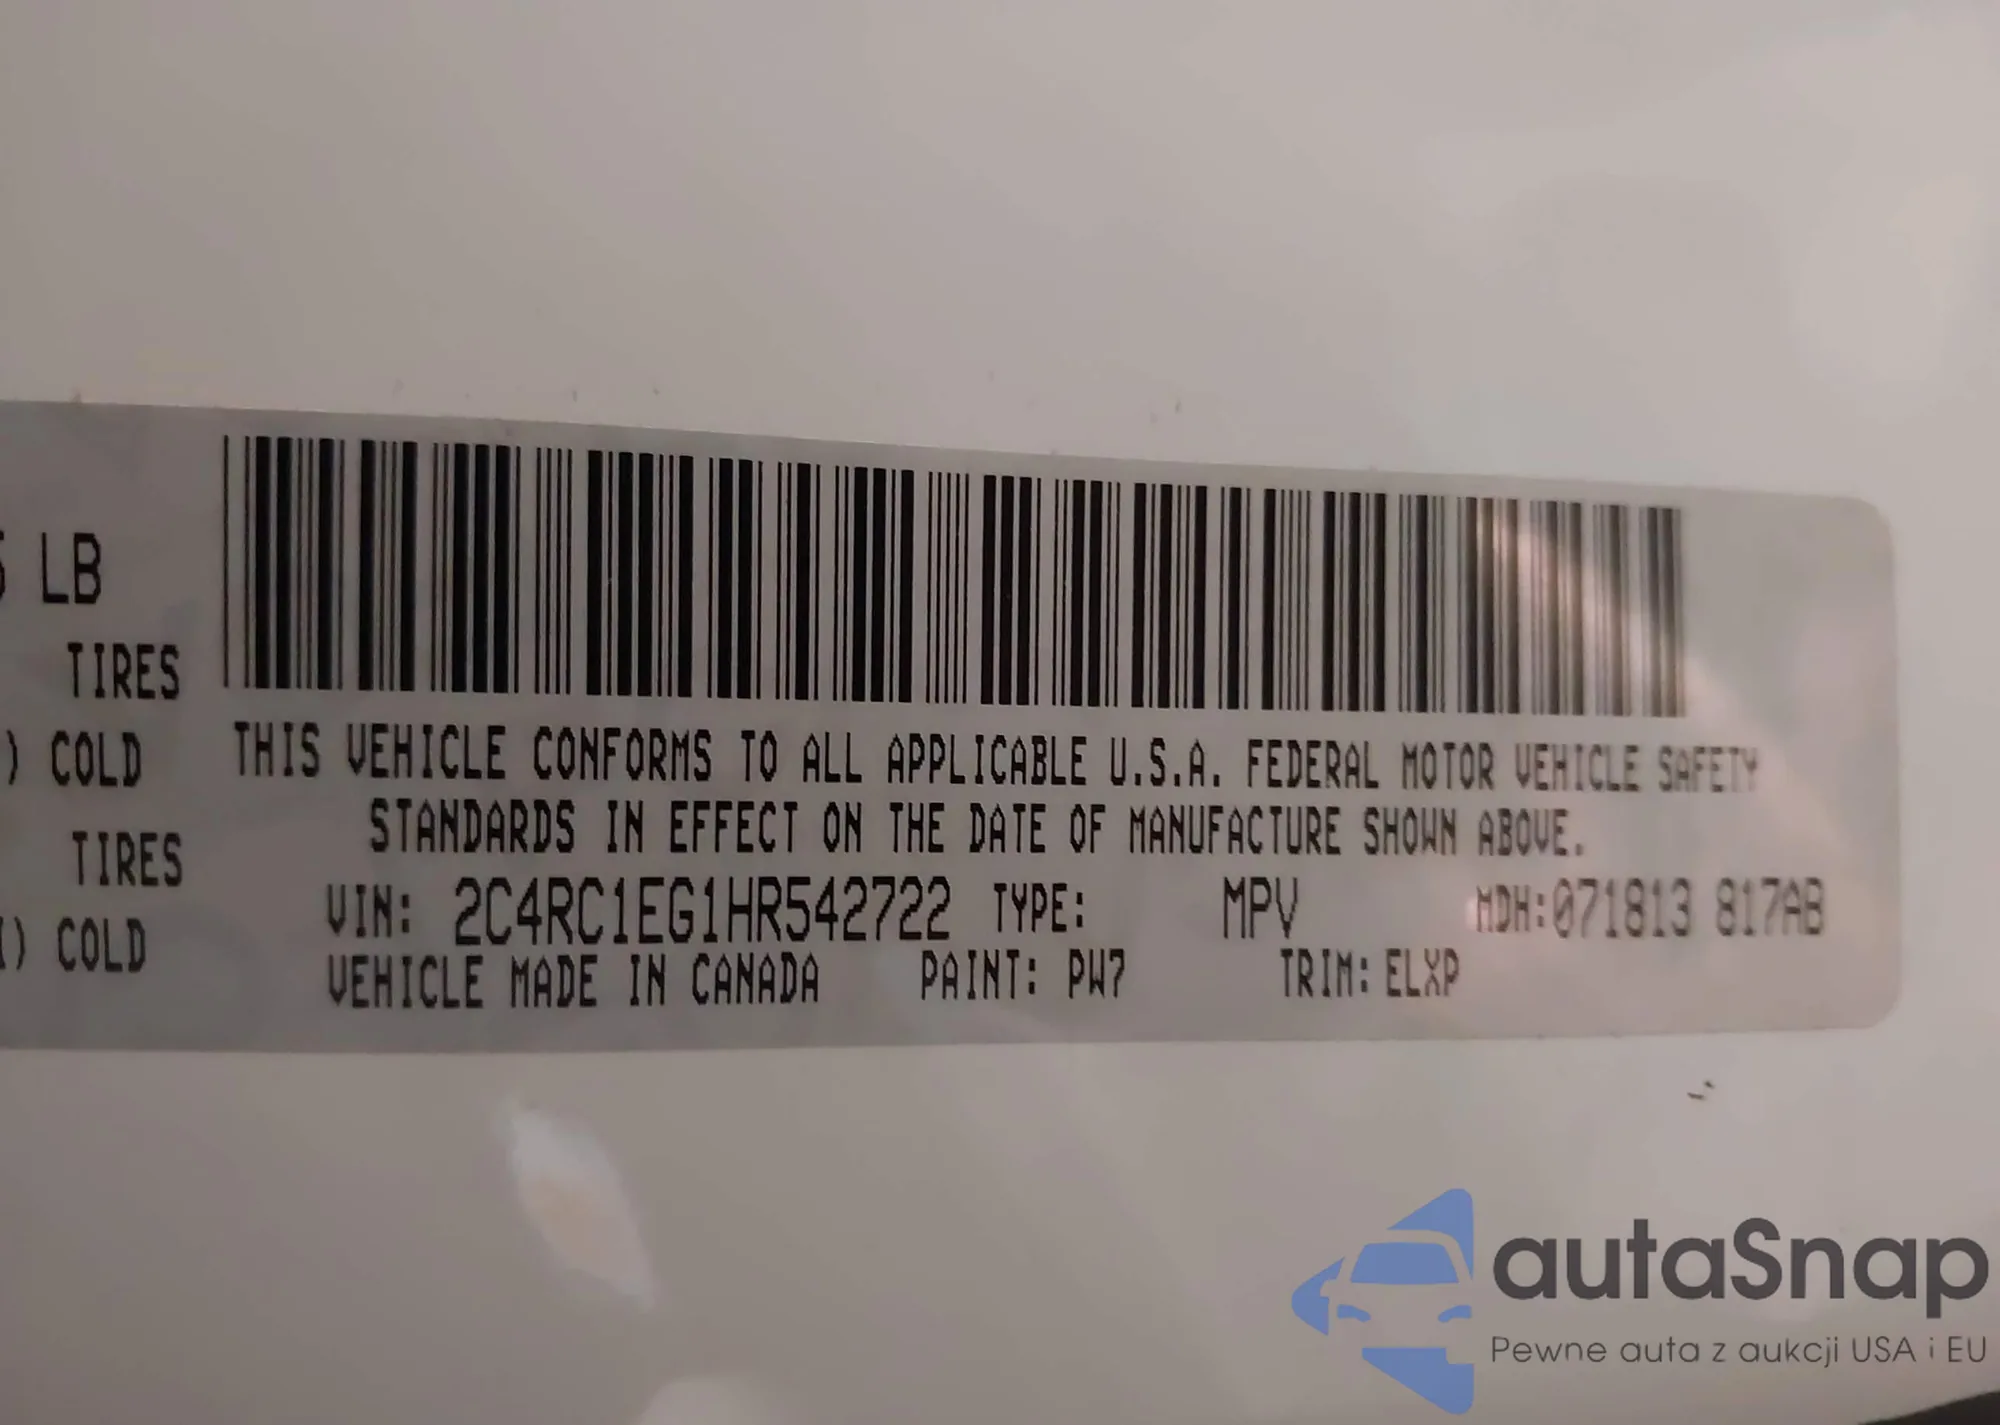 LB
TIRES
) COLD
TIRES
) COLD
THIS VEHICLE CONFORMS TO ALL APPLICABLE U.S.A. FEDERAL MOTOR VEHICLE SAFETY
STANDARDS IN EFFECT ON THE DATE OF MANUFACTURE SHOWN ABOVE.
VIN: 2C4RC1EG1HR542722 TYPE: MPV MDH:071813 817AB
VEHICLE MADE IN CANADA PAINT: PW7 TRIM: ELXP
autaSnap
Pewne auta z aukcji USA i EU